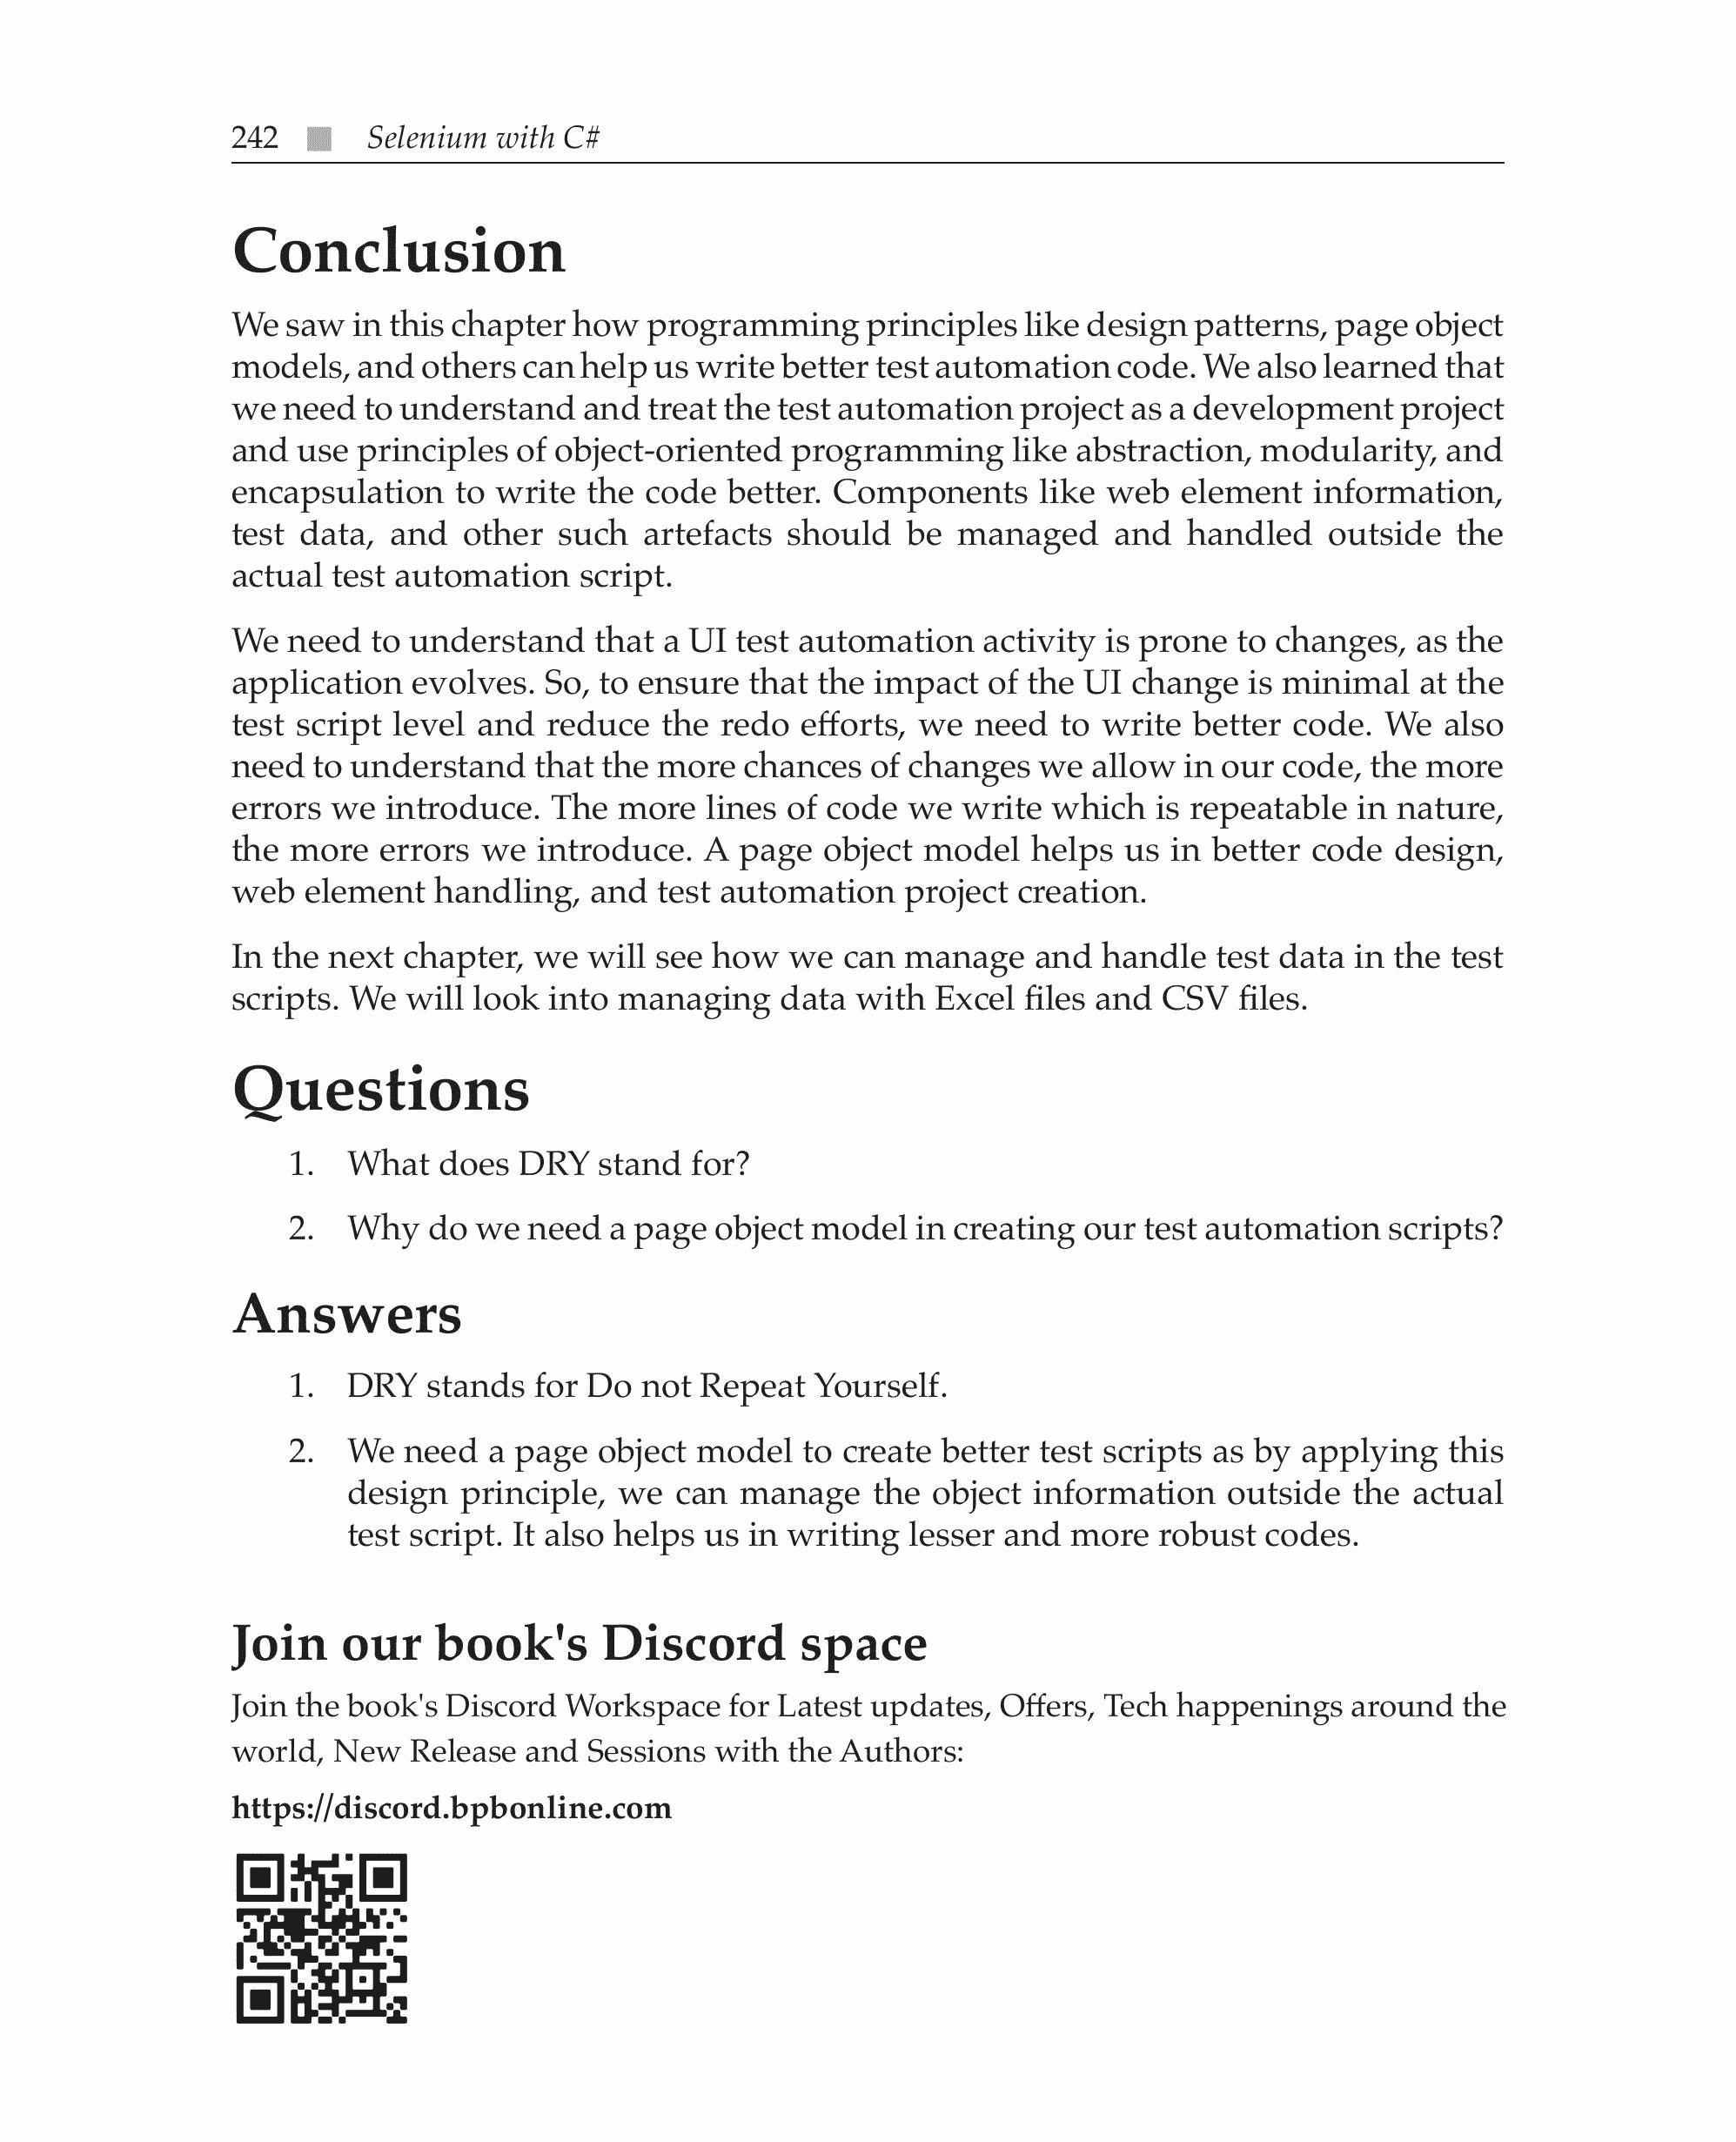 242 Selenium with C#
Conclusion
We saw in this chapter how programming principles like design patterns, page object
models, and others can help us write better test automation code. We also learned that
we need to understand and treat the test automation project as a development project
and use principles of object-oriented programming like abstraction, modularity, and
encapsulation to write the code better. Components like web element information,
test data, and other such artefacts should be managed and handled outside the
actual test automation script.
We need to understand that a UI test automation activity is prone to changes, as the
application evolves. So, to ensure that the impact of the UI change is minimal at the
test script level and reduce the redo efforts, we need to write better code. We also
need to understand that the more chances of changes we allow in our code, the more
errors we introduce. The more lines of code we write which is repeatable in nature,
the more errors we introduce. A page object model helps us in better code design,
web element handling, and test automation project creation.
In the next chapter, we will see how we can manage and handle test data in the test
scripts. We will look into managing data with Excel files and CSV files.
Questions
1. What does DRY stand for?
2. Why do we need a page object model in creating our test automation scripts?
Answers
1. DRY stands for Do not Repeat Yourself.
2. We need a page object model to create better test scripts as by applying this
design principle, we can manage the object information outside the actual
test script. It also helps us in writing lesser and more robust codes.
Join our book's Discord space
Join the book's Discord Workspace for Latest updates, Offers, Tech happenings around the
world, New Release and Sessions with the Authors:
https://discord.bpbonline.com